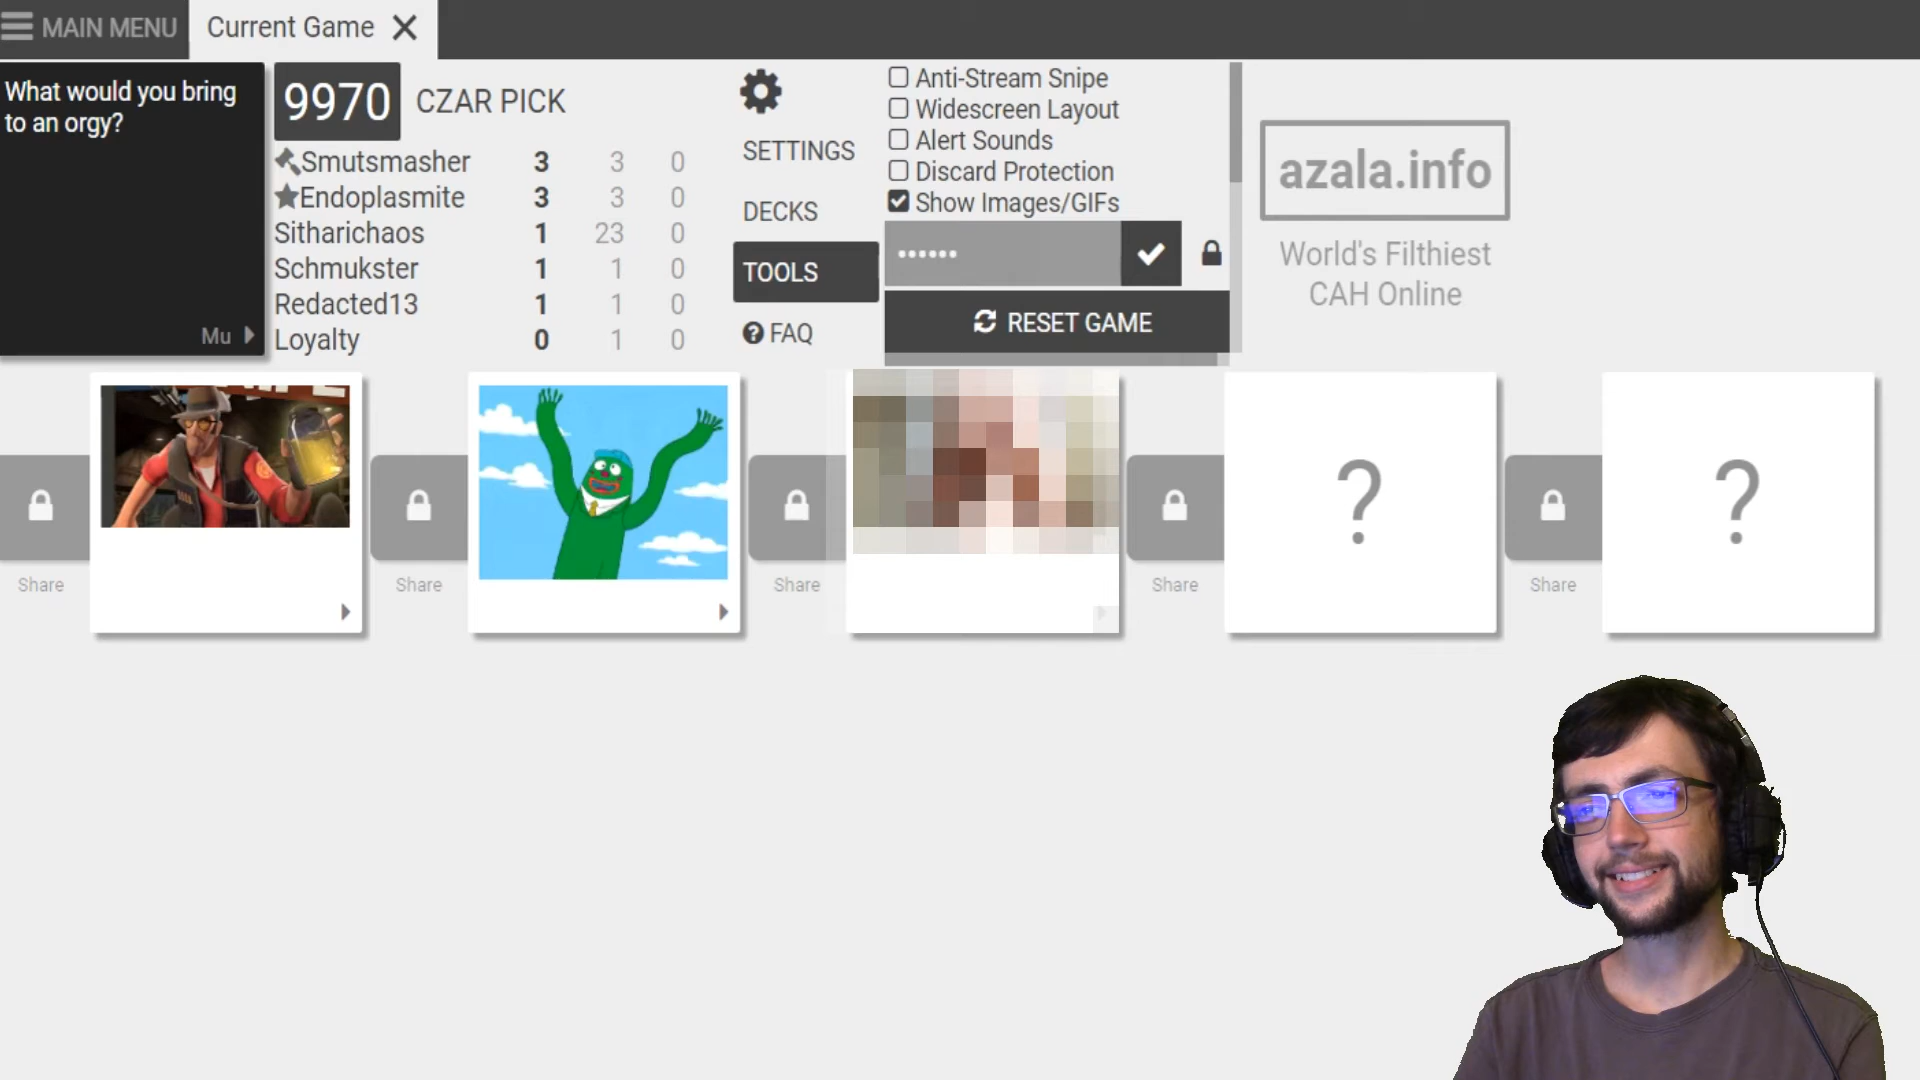 MAIN MENU
Current Game
What would you bring
to an orgy?
Mu
9970 CZAR PICK
Smutsmasher 3 3 0
Endoplasmite 3 3 0
Sitharichaos 1 23 0
Schmukster 1 1 0
Redacted13 1 1 0
Loyalty 0 1 0
SETTINGS
DECKS
TOOLS
FAQ
Anti-Stream Snipe
Widescreen Layout
Alert Sounds
Discard Protection
Show Images/GIFs
••••••
RESET GAME
azala.info
World's Filthiest
CAH Online
Share
Share
Share
Share
?
Share
?